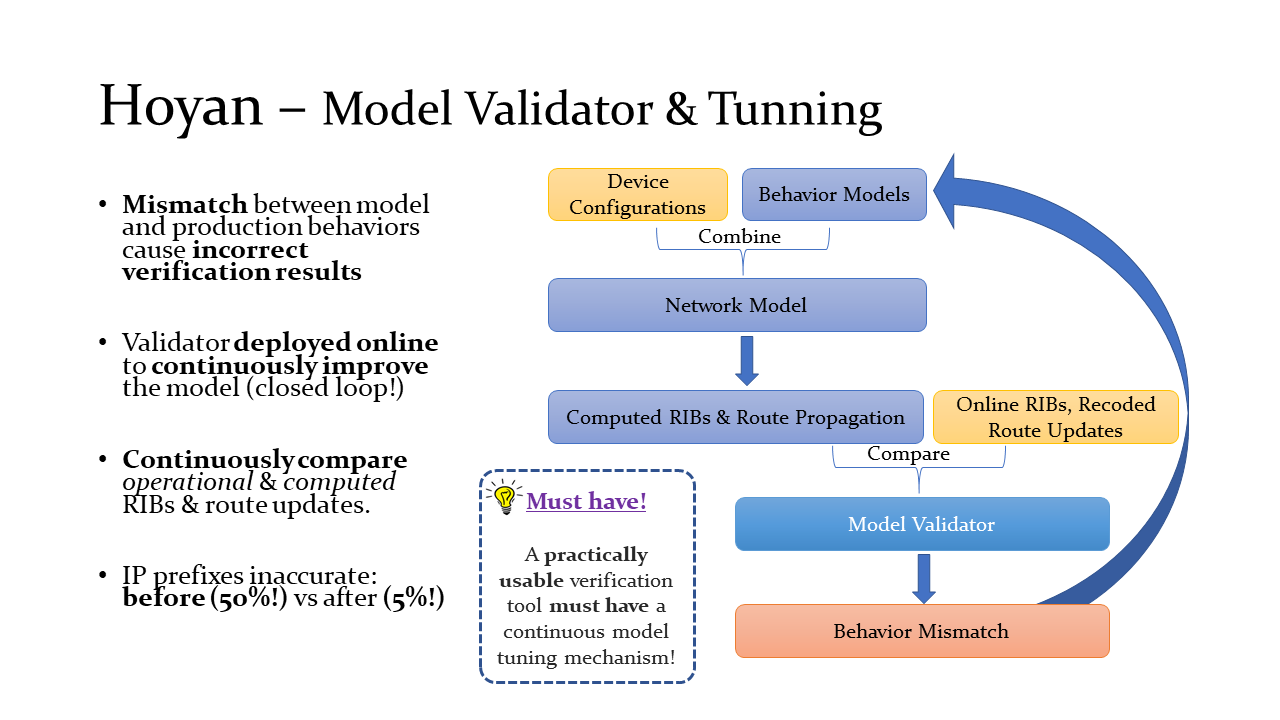 Hoyan – Model Validator & Tunning
• Mismatch between model
and production behaviors
cause incorrect
verification results
• Validator deployed online
to continuously improve
the model (closed loop!)
• Continuously compare
operational & computed
RIBs & route updates.
• IP prefixes inaccurate:
before (50%!) vs after (5%!)
Device
Configurations
Behavior Models
Combine
Network Model
Computed RIBs & Route Propagation
Online RIBs, Recoded
Route Updates
Compare
Model Validator
Behavior Mismatch
Must have!
A practically
usable verification
tool must have a
continuous model
tuning mechanism!